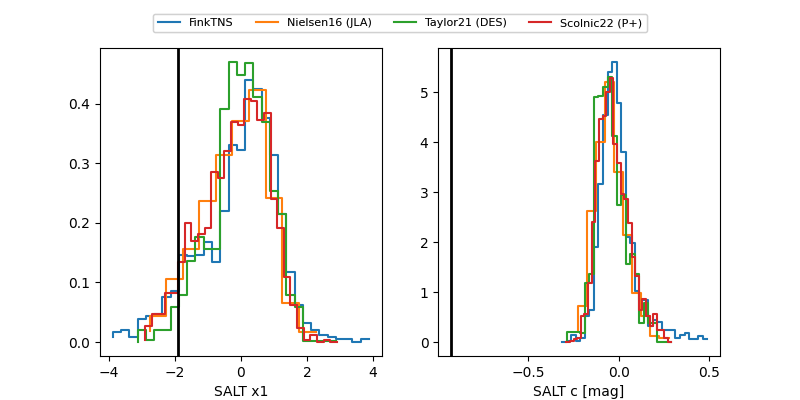 FinkTNS Nielsen16 (JLA) Taylor21 (DES) Scolnic22 (P+)
0.4
0.3
0.2
0.1
0.0
−4 −2 0 2 4
SALT x1
5
4
3
2
1
0
−0.5 0.0 0.5
SALT c [mag]